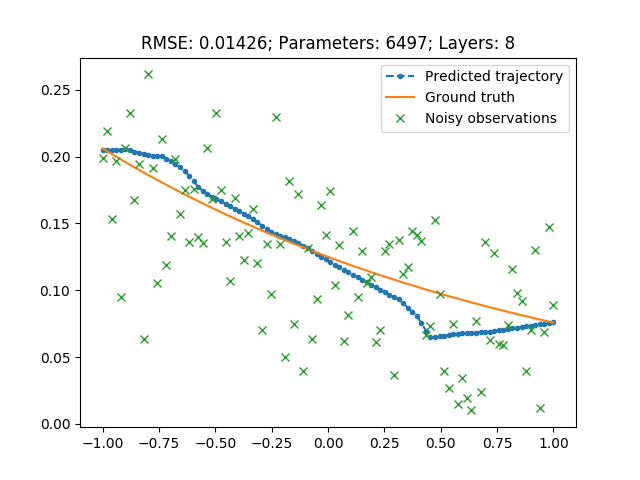 RMSE: 0.01426; Parameters: 6497; Layers: 8
Predicted trajectory
Ground truth
Noisy observations
0.25
0.20
0.15
0.10
0.05
0.00
−1.00 −0.75 −0.50 −0.25 0.00 0.25 0.50 0.75 1.00